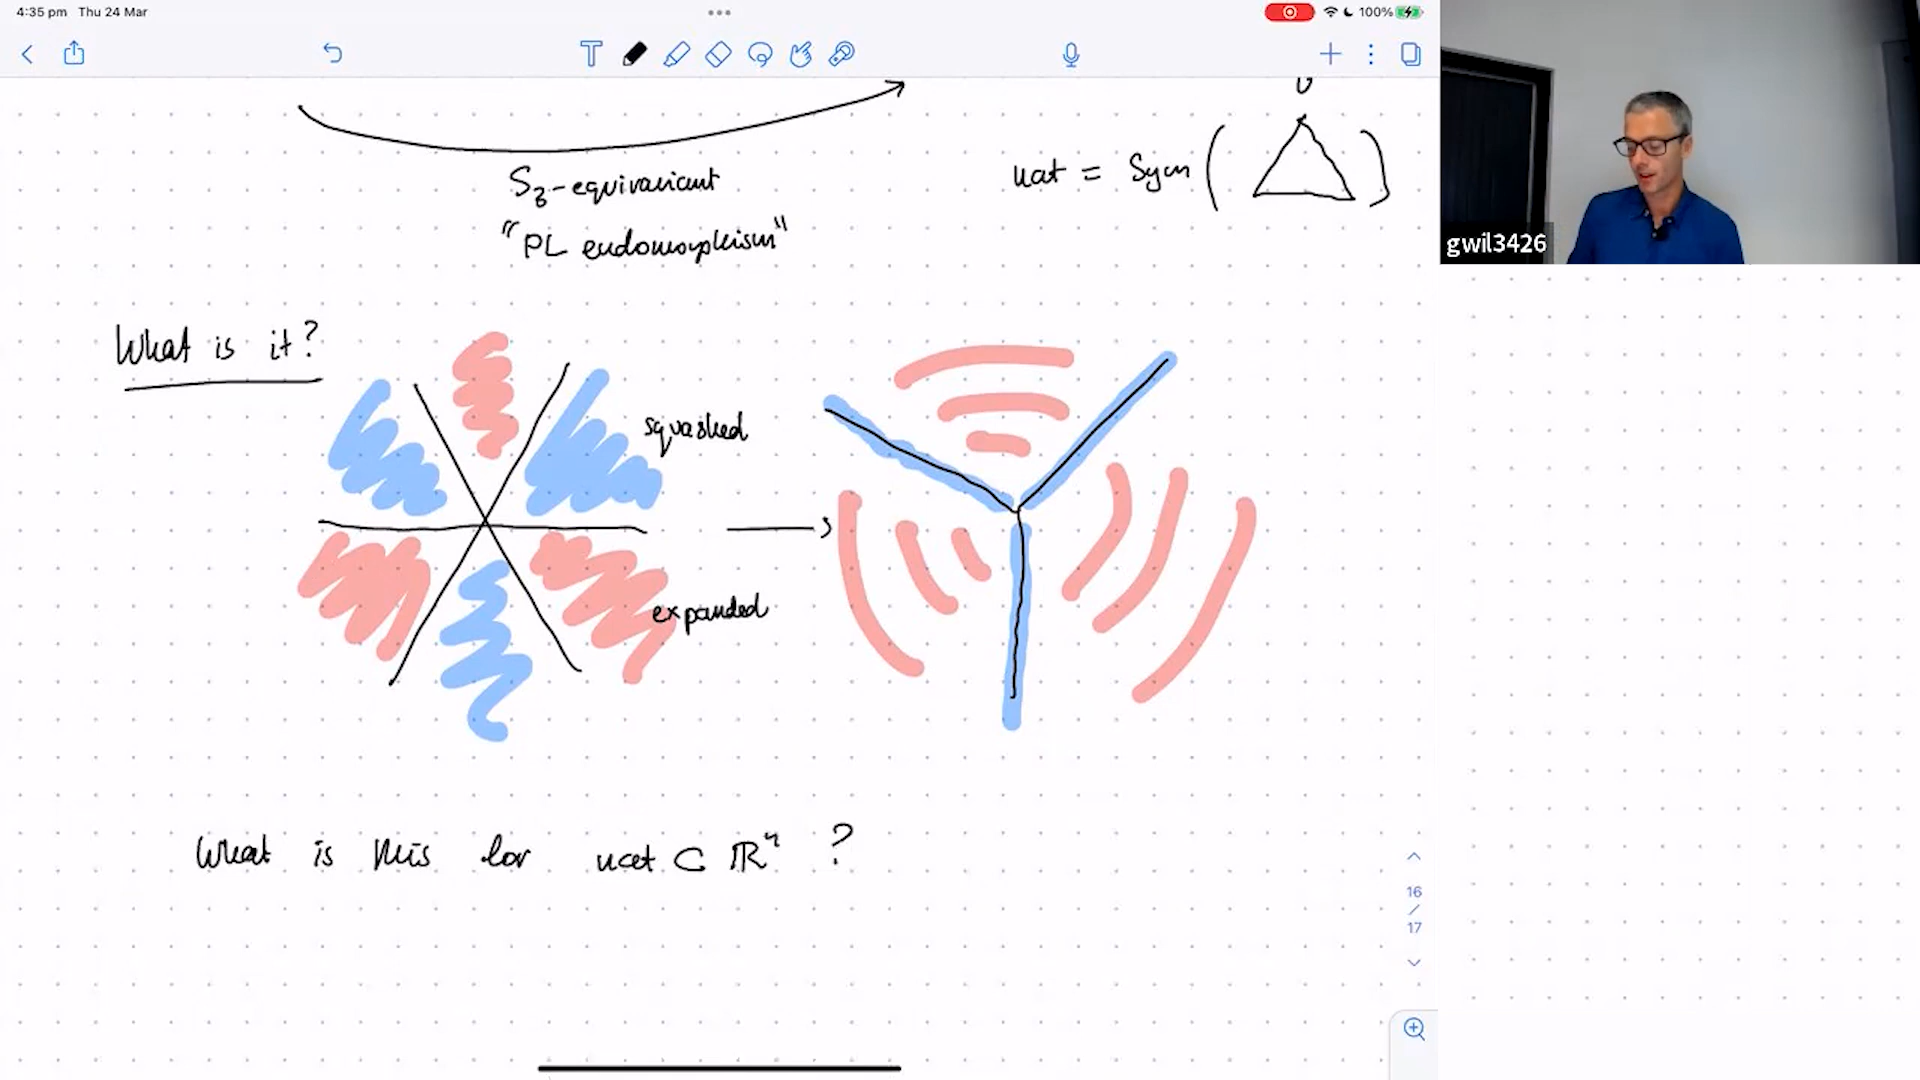 4:35 pm Thu 24 Mar
100%
S₃-equivariant
"PL endomorphism"
nat = Sym ( )
gwil3426
What is it?
squashed
expanded
What is this for nat ⊂ ℝⁿ ?
16
/
17